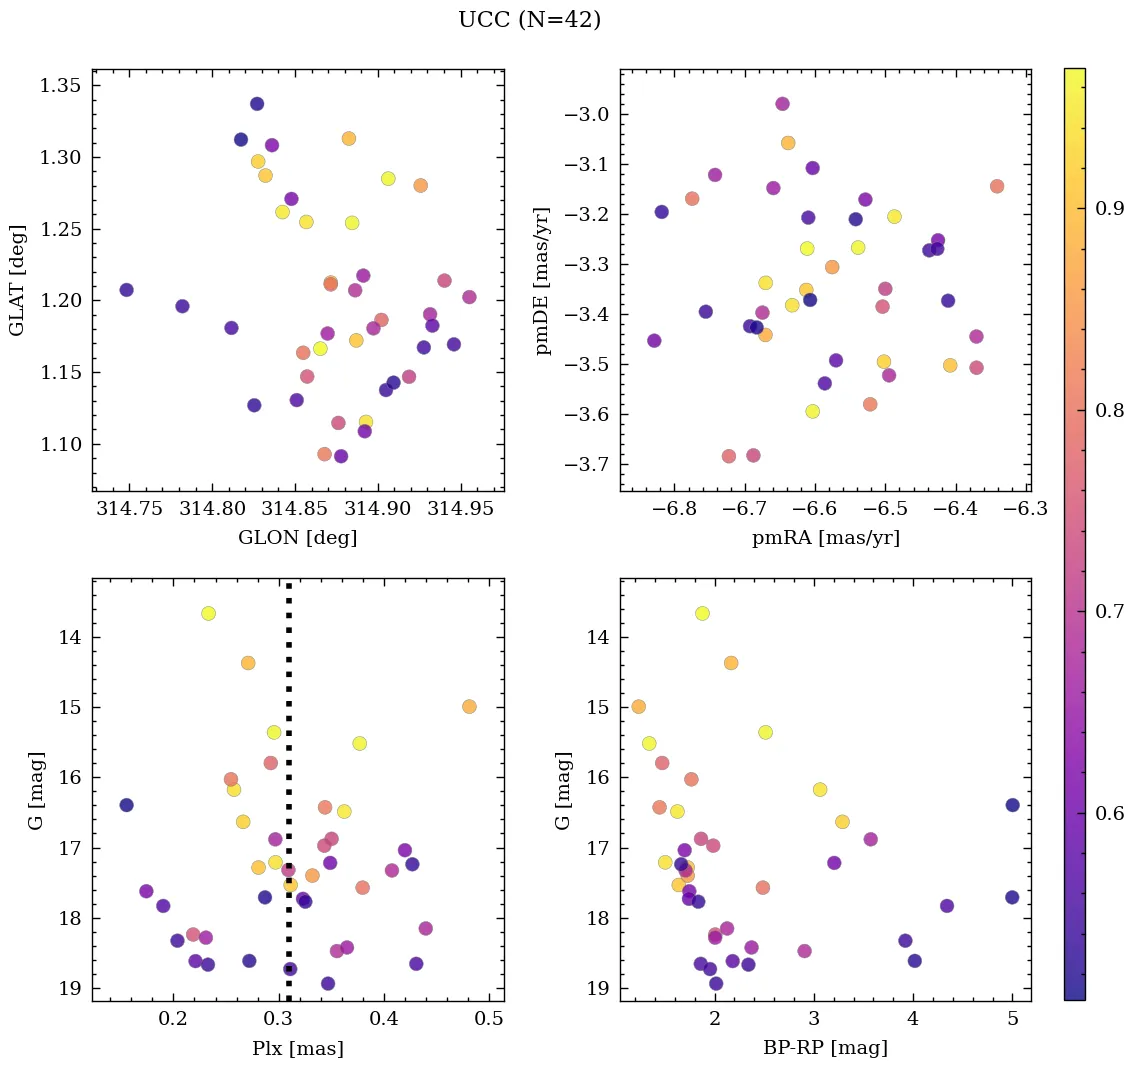 UCC (N=42)
1.35
1.30
1.25
1.20
1.15
1.10
GLAT [deg]
314.75 314.80 314.85 314.90 314.95
GLON [deg]
−3.0
−3.1
−3.2
−3.3
−3.4
−3.5
−3.6
−3.7
pmDE [mas/yr]
−6.8 −6.7 −6.6 −6.5 −6.4 −6.3
pmRA [mas/yr]
14
15
16
17
18
19
G [mag]
0.2 0.3 0.4 0.5
Plx [mas]
14
15
16
17
18
19
G [mag]
2 3 4 5
BP-RP [mag]
0.9
0.8
0.7
0.6